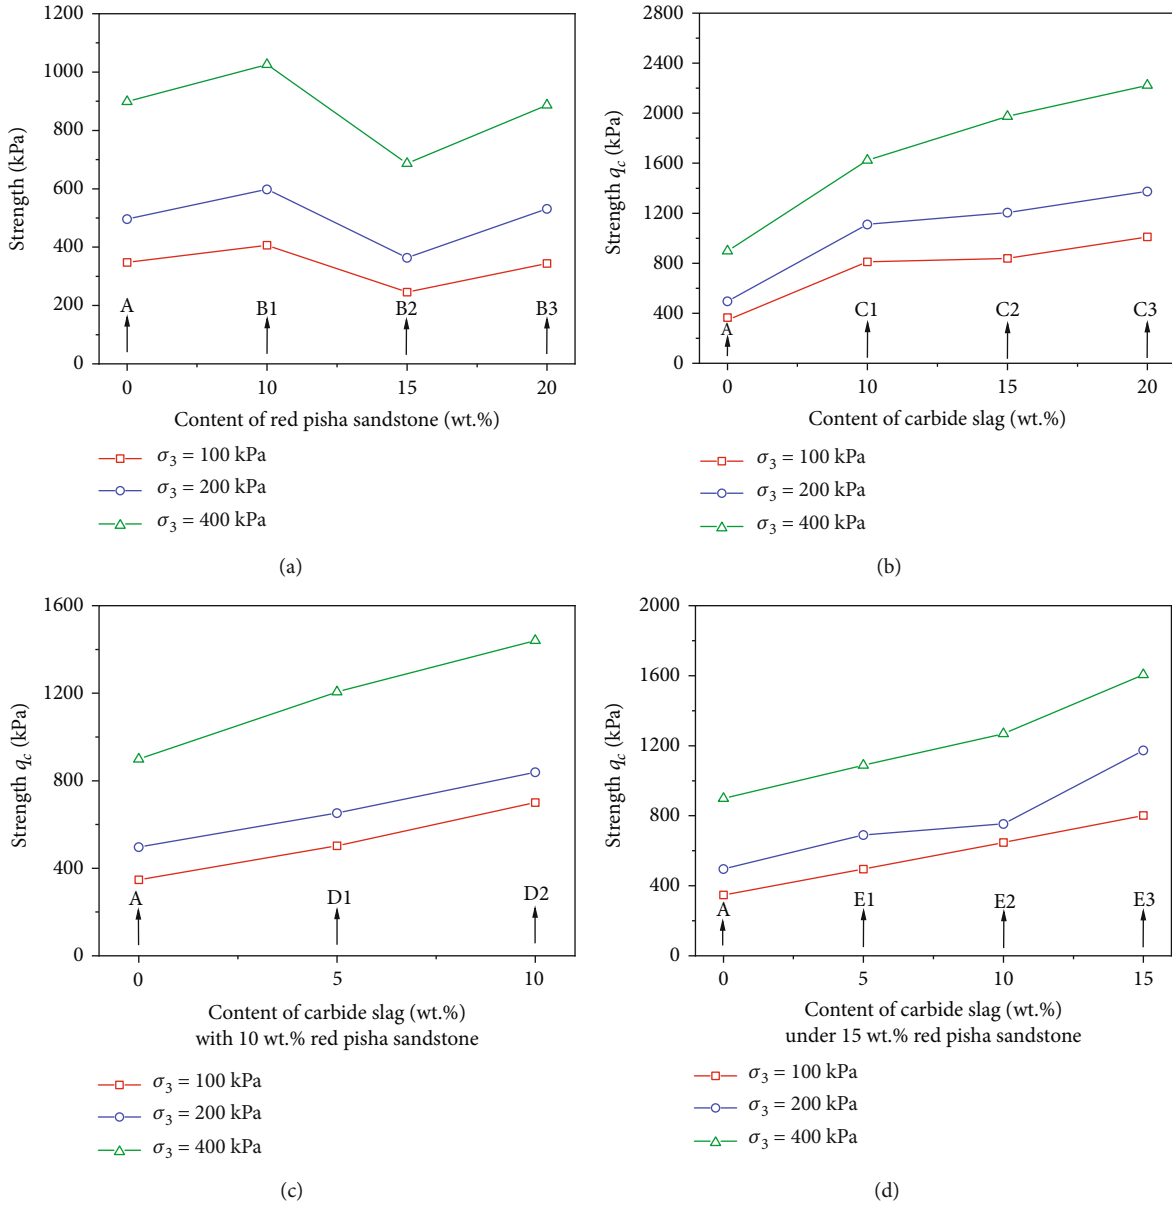 1200
1000
800
600
400
200
0
Strength (kPa)
A
B1
B2
B3
0
10
15
20
Content of red pisha sandstone (wt.%)
σ3 = 100 kPa
σ3 = 200 kPa
σ3 = 400 kPa
(a)
2800
2400
2000
1600
1200
800
400
0
Strength qc (kPa)
A
C1
C2
C3
0
10
15
20
Content of carbide slag (wt.%)
σ3 = 100 kPa
σ3 = 200 kPa
σ3 = 400 kPa
(b)
1600
1200
800
400
0
Strength qc (kPa)
A
D1
D2
0
5
10
Content of carbide slag (wt.%)
with 10 wt.% red pisha sandstone
σ3 = 100 kPa
σ3 = 200 kPa
σ3 = 400 kPa
(c)
2000
1600
1200
800
400
0
Strength qc (kPa)
A
E1
E2
E3
0
5
10
15
Content of carbide slag (wt.%)
under 15 wt.% red pisha sandstone
σ3 = 100 kPa
σ3 = 200 kPa
σ3 = 400 kPa
(d)